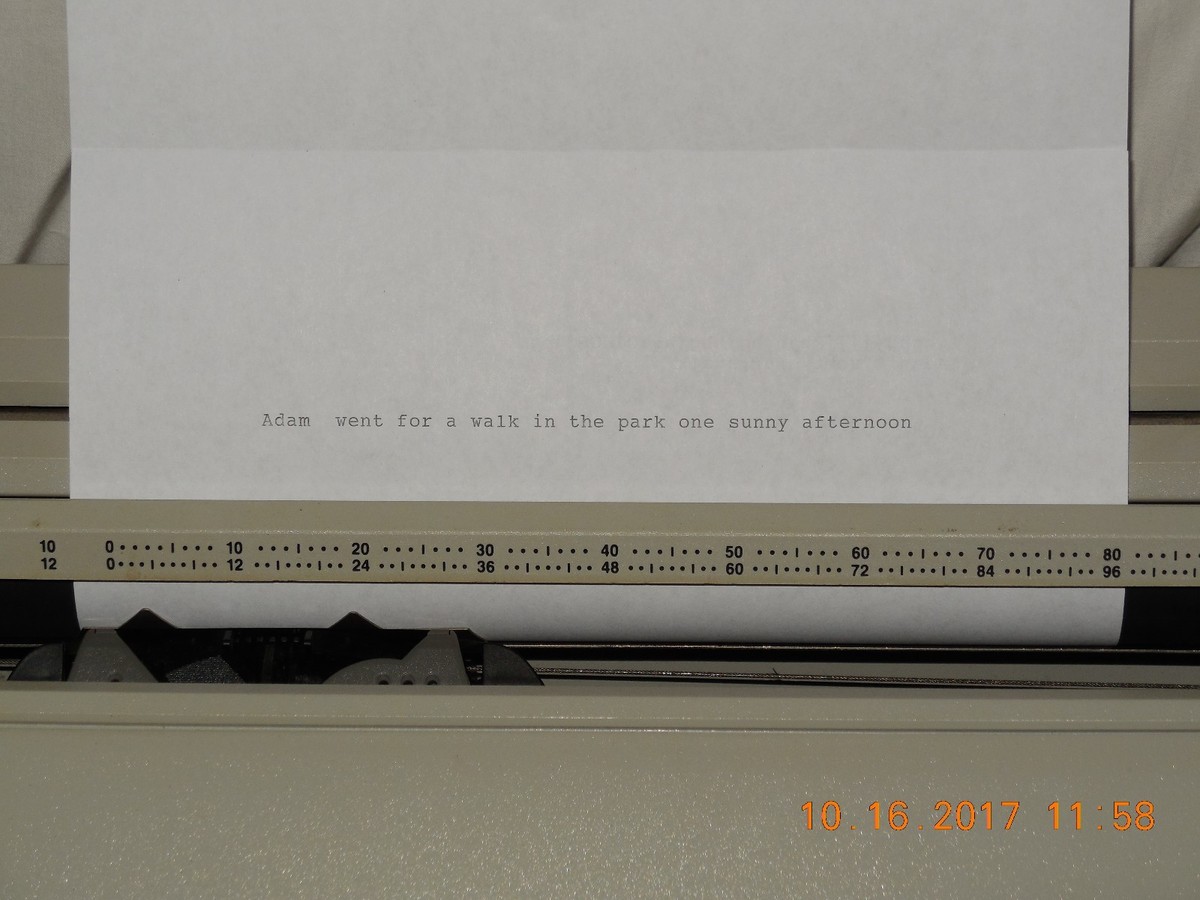 Adam  went for a walk in the park one sunny afternoon
10 0 10 20 30 40 50 60 70 80
12 0 12 24 36 48 60 72 84 96
10.16.2017 11:58